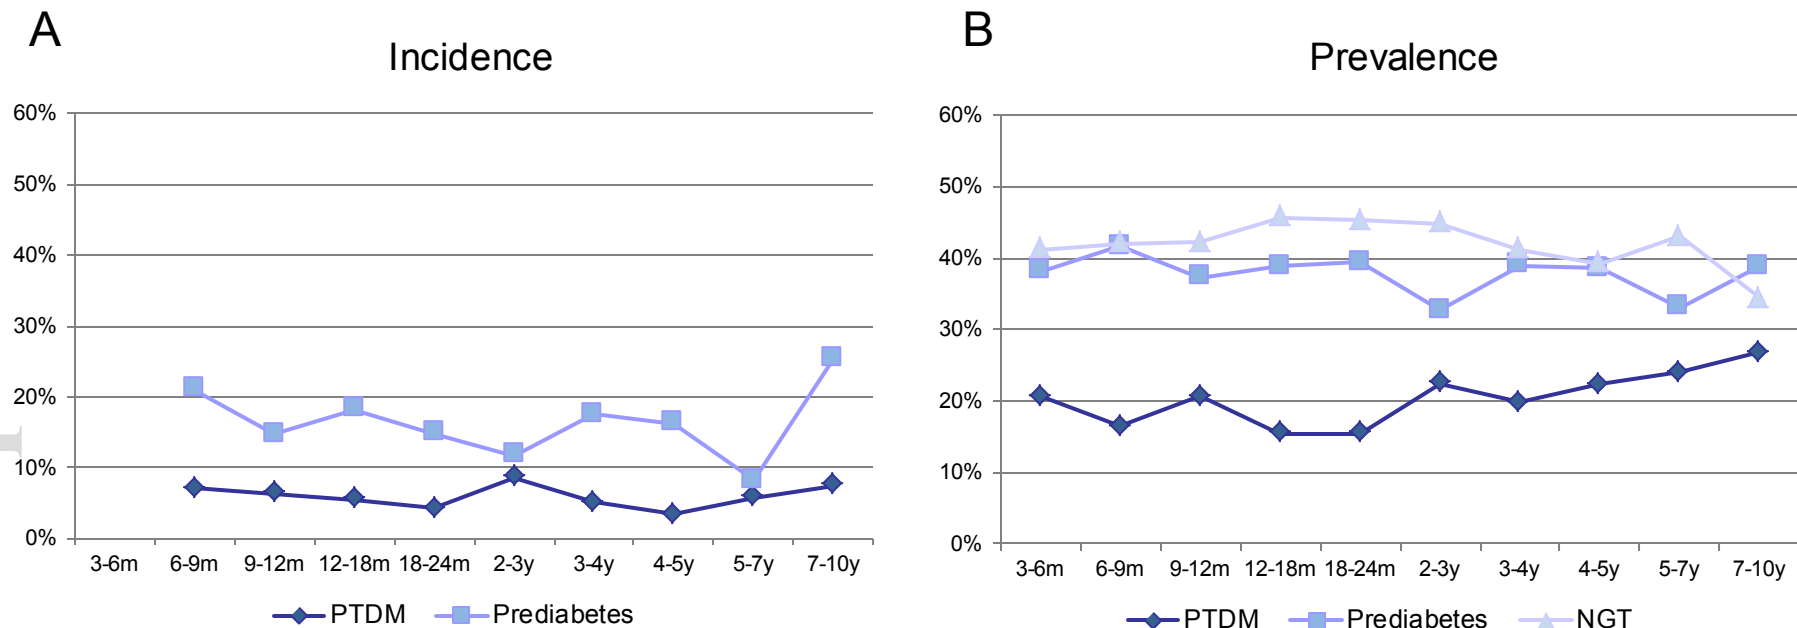 A
Incidence
60%
50%
40%
30%
20%
10%
0%
3-6m 6-9m 9-12m 12-18m 18-24m 2-3y 3-4y 4-5y 5-7y 7-10y
PTDM Prediabetes
B
Prevalence
60%
50%
40%
30%
20%
10%
0%
3-6m 6-9m 9-12m 12-18m 18-24m 2-3y 3-4y 4-5y 5-7y 7-10y
PTDM Prediabetes NGT